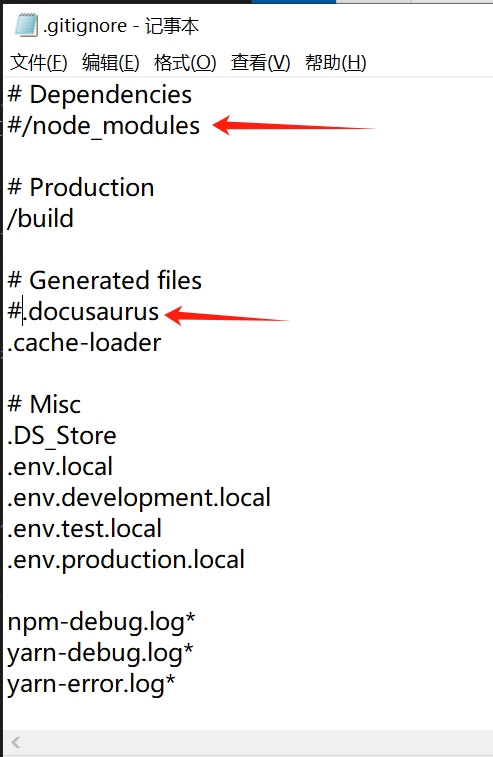 .gitignore - 记事本
文件(F) 编辑(E) 格式(O) 查看(V) 帮助(H)
# Dependencies
#/node_modules
# Production
/build
# Generated files
#.docusaurus
.cache-loader
# Misc
.DS_Store
.env.local
.env.development.local
.env.test.local
.env.production.local
npm-debug.log*
yarn-debug.log*
yarn-error.log*